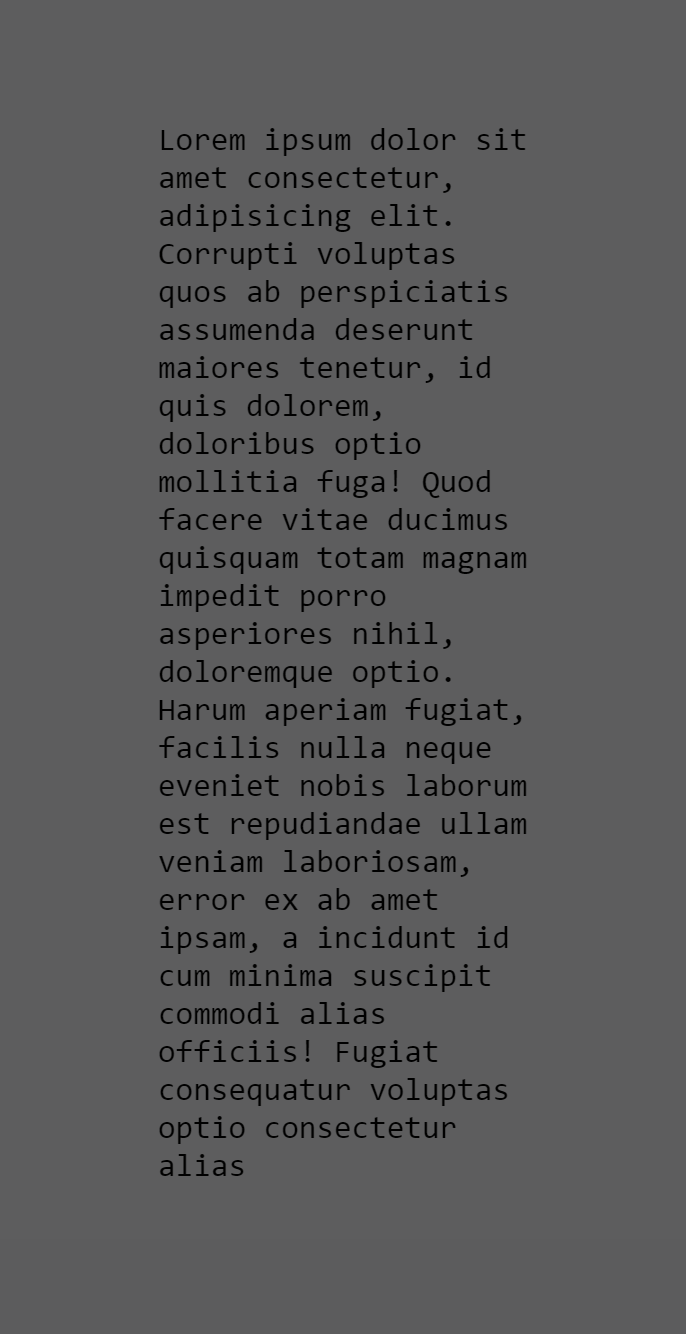 Lorem ipsum dolor sit
amet consectetur,
adipisicing elit.
Corrupti voluptas
quos ab perspiciatis
assumenda deserunt
maiores tenetur, id
quis dolorem,
doloribus optio
mollitia fuga! Quod
facere vitae ducimus
quisquam totam magnam
impedit porro
asperiores nihil,
doloremque optio.
Harum aperiam fugiat,
facilis nulla neque
eveniet nobis laborum
est repudiandae ullam
veniam laboriosam,
error ex ab amet
ipsam, a incidunt id
cum minima suscipit
commodi alias
officiis! Fugiat
consequatur voluptas
optio consectetur
alias